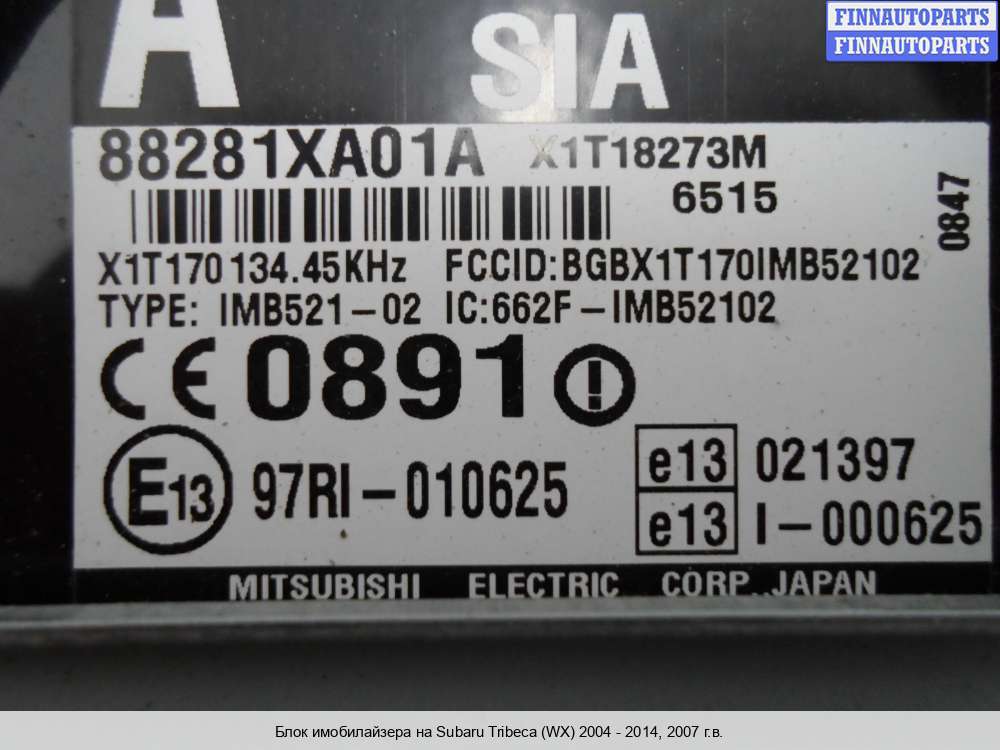 FINNAUTOPARTS
FINNAUTOPARTS
A SIA
88281XA01A X1T18273M
6515
0847
X1T170 134.45KHz FCCID:BGBX1T170IMB52102
TYPE: IMB521-02 IC:662F-IMB52102
CE 0891
E13 97RI-010625
e13 021397
e13 I-000625
MITSUBISHI ELECTRIC CORP., JAPAN
Блок имобилайзера на Subaru Tribeca (WX) 2004 - 2014, 2007 г.в.